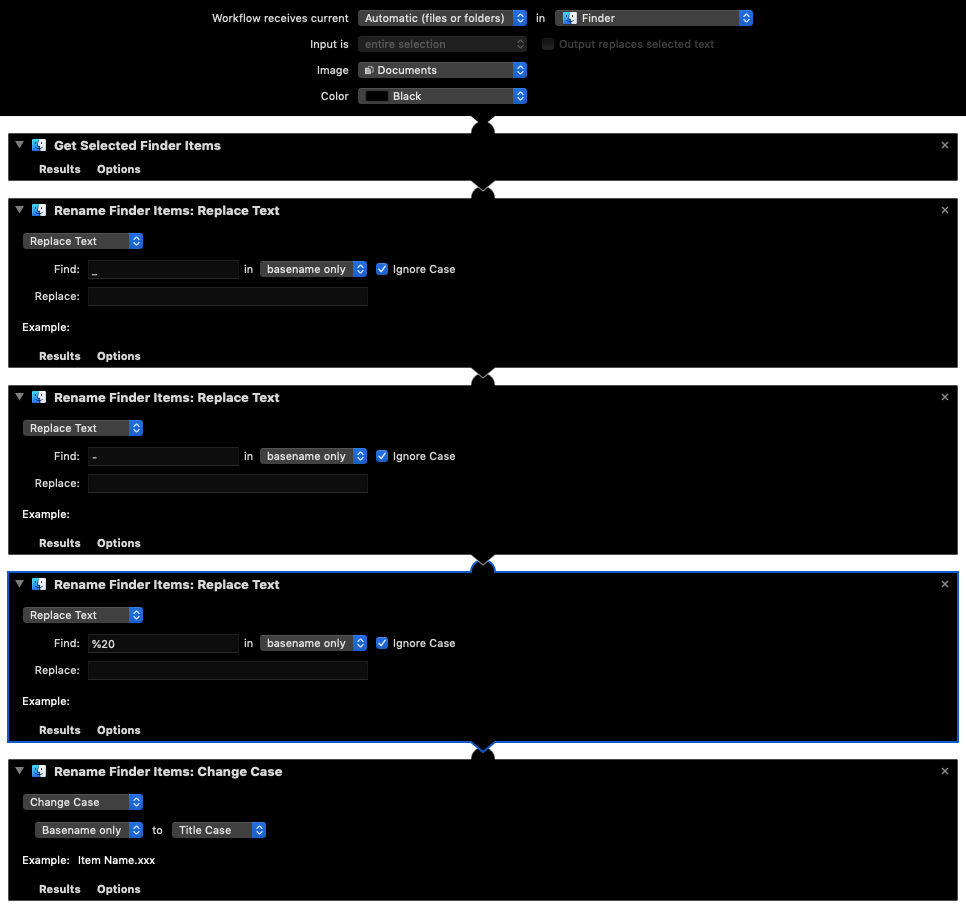 Workflow receives current Automatic (files or folders) in Finder
Input is entire selection Output replaces selected text
Image Documents
Color Black
Get Selected Finder Items
Results Options
Rename Finder Items: Replace Text
Replace Text
Find: _ in basename only Ignore Case
Replace:
Example:
Results Options
Rename Finder Items: Replace Text
Replace Text
Find: - in basename only Ignore Case
Replace:
Example:
Results Options
Rename Finder Items: Replace Text
Replace Text
Find: %20 in basename only Ignore Case
Replace:
Example:
Results Options
Rename Finder Items: Change Case
Change Case
Basename only to Title Case
Example: Item Name.xxx
Results Options